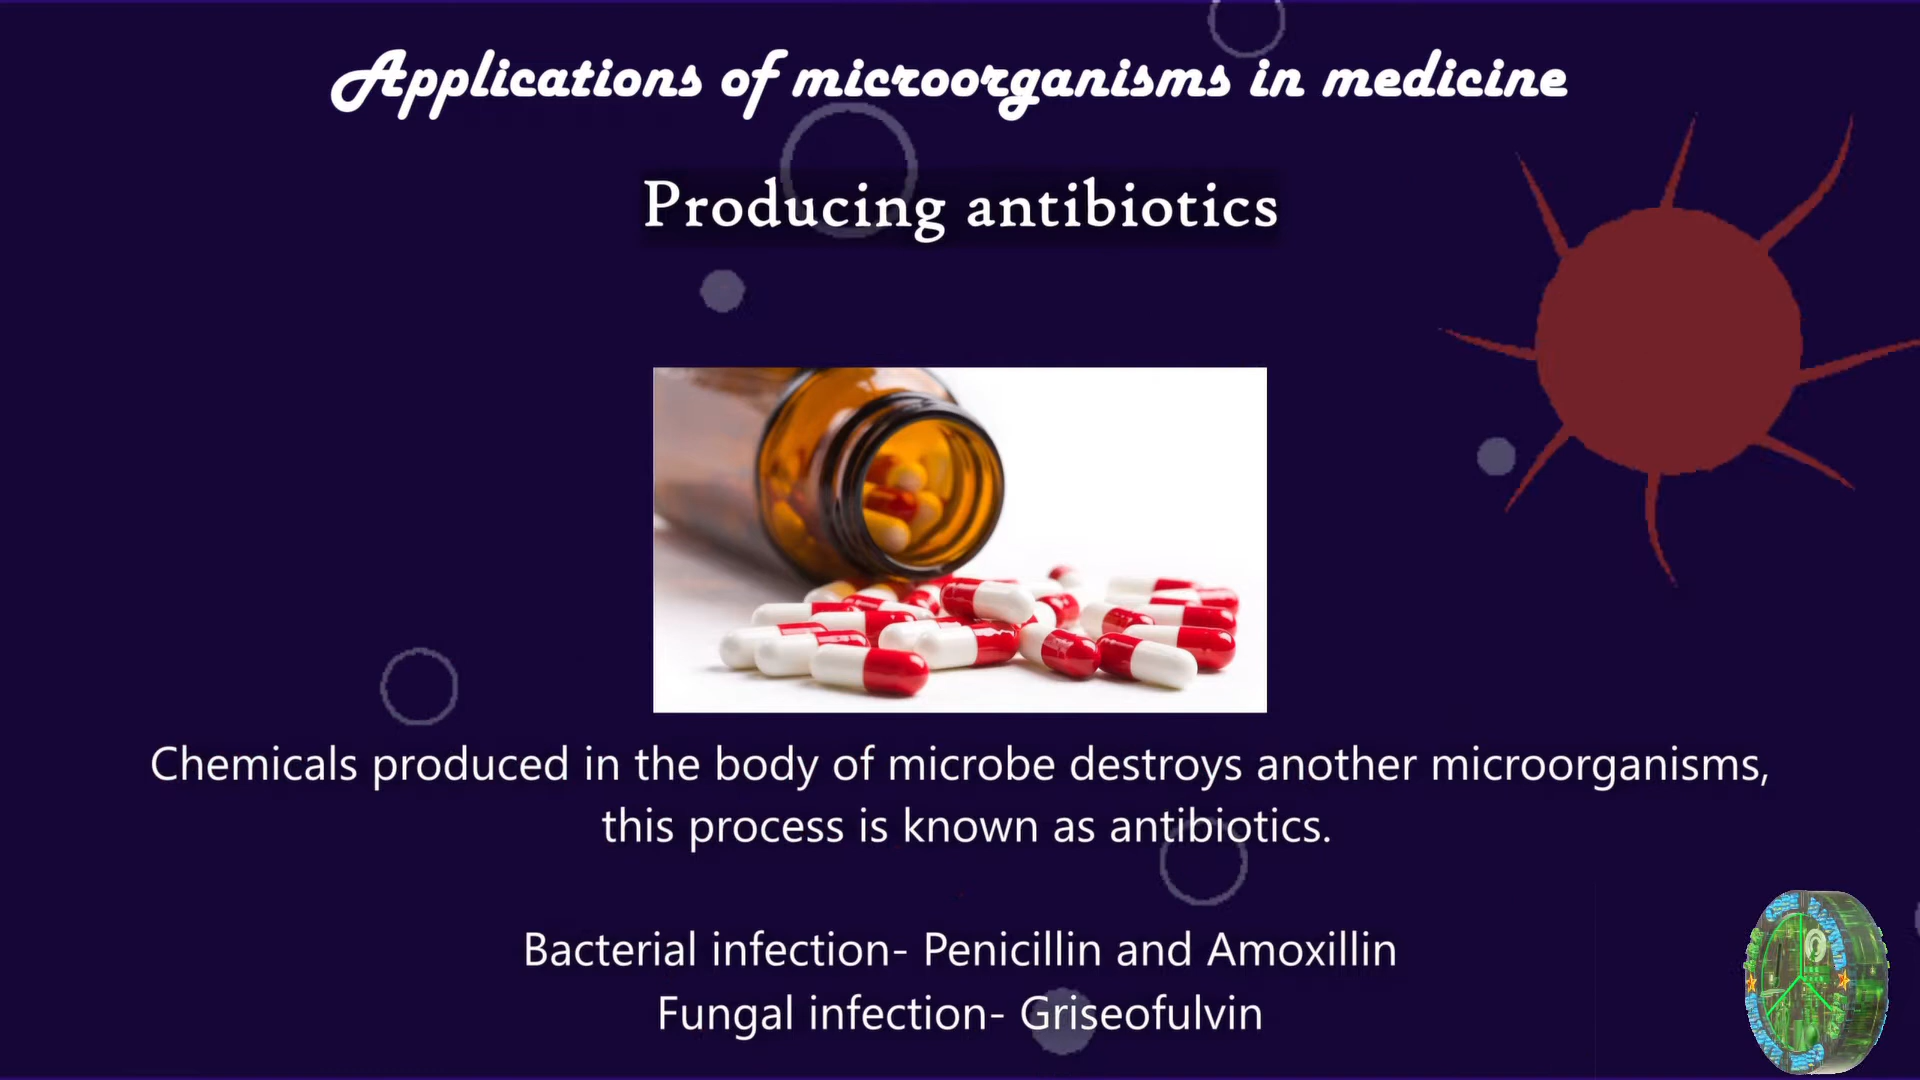 Applications of microorganisms in medicine
Producing antibiotics
Chemicals produced in the body of microbe destroys another microorganisms,
this process is known as antibiotics.
Bacterial infection- Penicillin and Amoxillin
Fungal infection- Griseofulvin